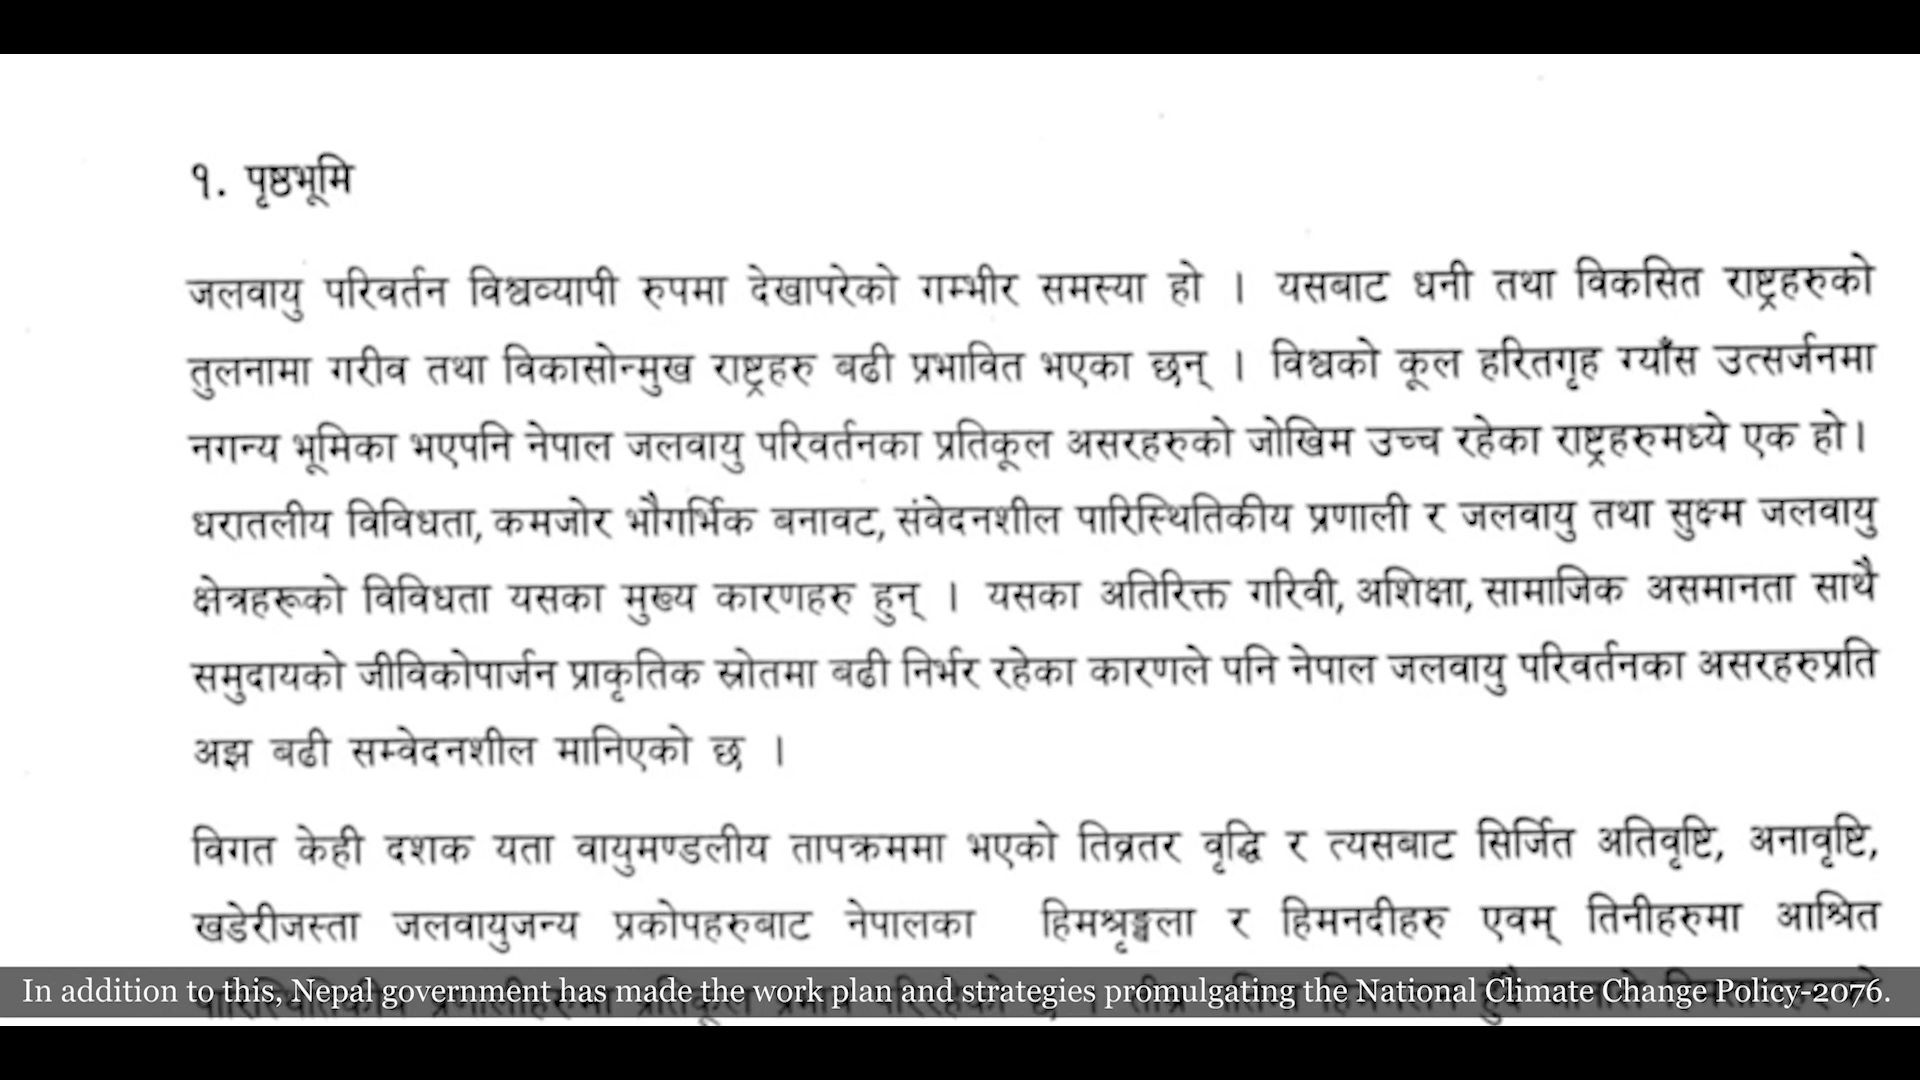 १. पृष्ठभूमि
जलवायु परिवर्तन विश्वव्यापी रुपमा देखापरेको गम्भीर समस्या हो । यसबाट धनी तथा विकसित राष्ट्रहरुको
तुलनामा गरीव तथा विकासोन्मुख राष्ट्रहरु बढी प्रभावित भएका छन् । विश्वको कूल हरितगृह ग्याँस उत्सर्जनमा
नगन्य भूमिका भएपनि नेपाल जलवायु परिवर्तनका प्रतिकूल असरहरुको जोखिम उच्च रहेका राष्ट्रहरुमध्ये एक हो।
धरातलीय विविधता, कमजोर भौगर्भिक बनावट, संवेदनशील पारिस्थितिकीय प्रणाली र जलवायु तथा सुक्ष्म जलवायु
क्षेत्रहरूको विविधता यसका मुख्य कारणहरु हुन् । यसका अतिरिक्त गरिवी, अशिक्षा, सामाजिक असमानता साथै
समुदायको जीविकोपार्जन प्राकृतिक स्रोतमा बढी निर्भर रहेका कारणले पनि नेपाल जलवायु परिवर्तनका असरहरुप्रति
अझ बढी सम्वेदनशील मानिएको छ ।
विगत केही दशक यता वायुमण्डलीय तापक्रममा भएको तिव्रतर वृद्धि र त्यसबाट सिर्जित अतिवृष्टि, अनावृष्टि,
खडेरीजस्ता जलवायुजन्य प्रकोपहरुबाट नेपालका हिमश्रृङ्खला र हिमनदीहरु एवम् तिनीहरुमा आश्रित
In addition to this, Nepal government has made the work plan and strategies promulgating the National Climate Change Policy-2076.